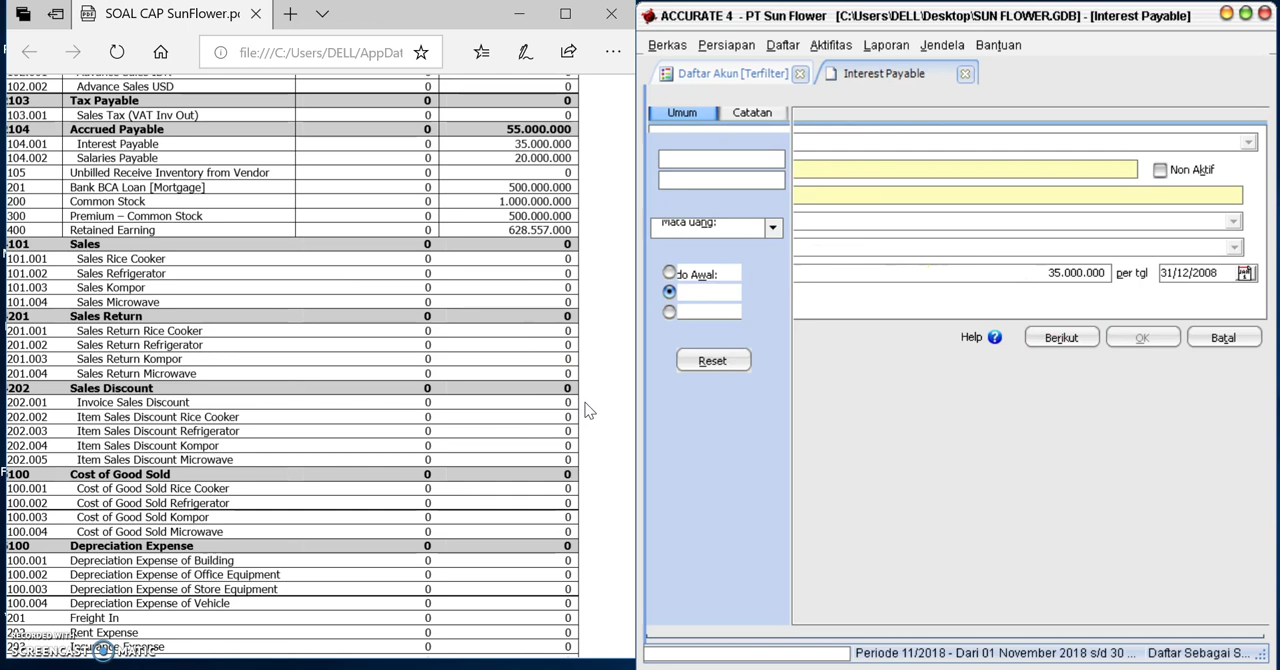 SOAL CAP SunFlower.pd
file:///C:/Users/DELL/AppDat
102.002 Advance Sales USD 0 0
103 Tax Payable 0 0
103.001 Sales Tax (VAT Inv Out) 0 0
104 Accrued Payable 0 55.000.000
104.001 Interest Payable 0 35.000.000
104.002 Salaries Payable 0 20.000.000
105 Unbilled Receive Inventory from Vendor 0 0
201 Bank BCA Loan [Mortgage] 0 500.000.000
200 Common Stock 0 1.000.000.000
300 Premium – Common Stock 0 500.000.000
400 Retained Earning 0 628.557.000
101 Sales 0 0
101.001 Sales Rice Cooker 0 0
101.002 Sales Refrigerator 0 0
101.003 Sales Kompor 0 0
101.004 Sales Microwave 0 0
201 Sales Return 0 0
201.001 Sales Return Rice Cooker 0 0
201.002 Sales Return Refrigerator 0 0
201.003 Sales Return Kompor 0 0
201.004 Sales Return Microwave 0 0
202 Sales Discount 0 0
202.001 Invoice Sales Discount 0 0
202.002 Item Sales Discount Rice Cooker 0 0
202.003 Item Sales Discount Refrigerator 0 0
202.004 Item Sales Discount Kompor 0 0
202.005 Item Sales Discount Microwave 0 0
100 Cost of Good Sold 0 0
100.001 Cost of Good Sold Rice Cooker 0 0
100.002 Cost of Good Sold Refrigerator 0 0
100.003 Cost of Good Sold Kompor 0 0
100.004 Cost of Good Sold Microwave 0 0
100 Depreciation Expense 0 0
100.001 Depreciation Expense of Building 0 0
100.002 Depreciation Expense of Office Equipment 0 0
100.003 Depreciation Expense of Store Equipment 0 0
100.004 Depreciation Expense of Vehicle 0 0
201 Freight In 0 0
Rent Expense 0 0
Insurance Expense 0 0
RECORDED WITH
SCREENCAST MATIC
ACCURATE 4 - PT Sun Flower [C:\Users\DELL\Desktop\SUN FLOWER.GDB] - [Interest Payable]
Berkas Persiapan Daftar Aktifitas Laporan Jendela Bantuan
Daftar Akun [Terfilter] Interest Payable
Umum Catatan
Non Aktif
Mata uang:
do Awal: 35.000.000 per tgl 31/12/2008
Help Berikut OK Batal
Reset
Periode 11/2018 - Dari 01 November 2018 s/d 30 ... Daftar Sebagai S...